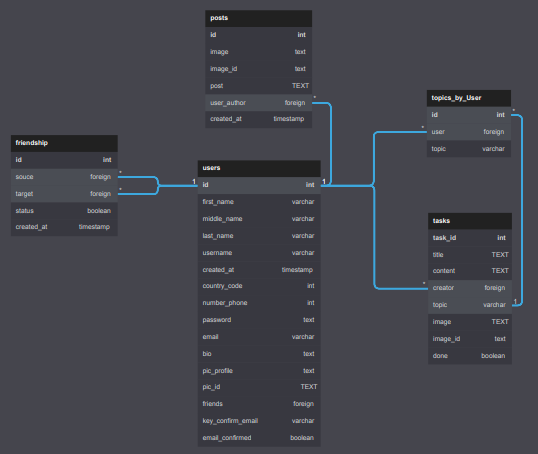 posts
id int
image text
image_id text
post TEXT
user_author foreign *
created_at timestamp
topics_by_User
id int *
* user foreign
topic varchar
friendship
id int
souce foreign *
target foreign *
status boolean
created_at timestamp
users
1 id int 1
first_name varchar
middle_name varchar
last_name varchar
username varchar
created_at timestamp
country_code int
number_phone int
password text
email varchar
bio text
pic_profile text
pic_id TEXT
friends foreign
key_confirm_email varchar
email_confirmed boolean
tasks
task_id int
title TEXT
content TEXT
* creator foreign
topic varchar 1
image TEXT
image_id text
done boolean